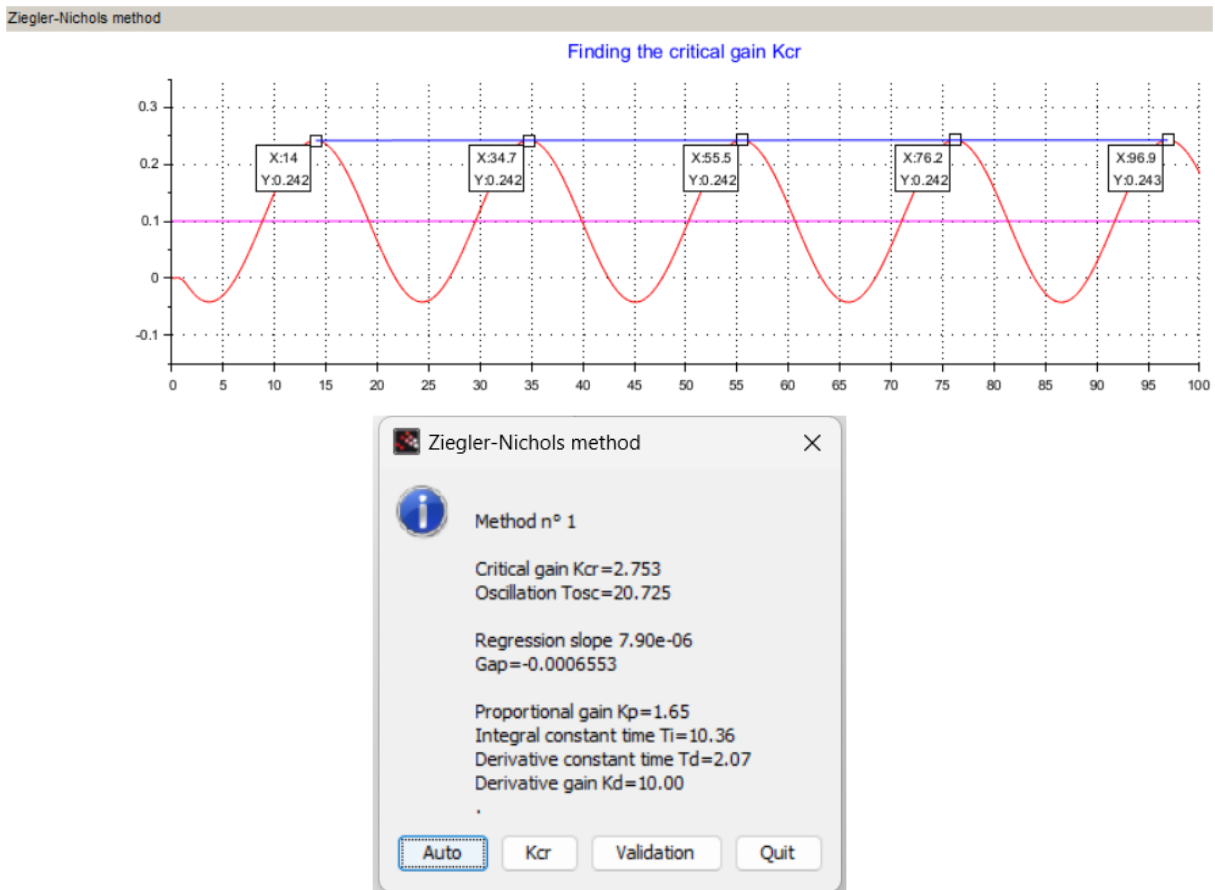 Ziegler-Nichols method
Finding the critical gain Kcr
0.3
0.2
0.1
0
-0.1
X:14
Y:0.242
X:34.7
Y:0.242
X:55.5
Y:0.242
X:76.2
Y:0.242
X:96.9
Y:0.243
0 5 10 15 20 25 30 35 40 45 50 55 60 65 70 75 80 85 90 95 100
Ziegler-Nichols method
Method n° 1
Critical gain Kcr=2.753
Oscillation Tosc=20.725
Regression slope 7.90e-06
Gap=-0.0006553
Proportional gain Kp=1.65
Integral constant time Ti=10.36
Derivative constant time Td=2.07
Derivative gain Kd=10.00
.
Auto Kcr Validation Quit